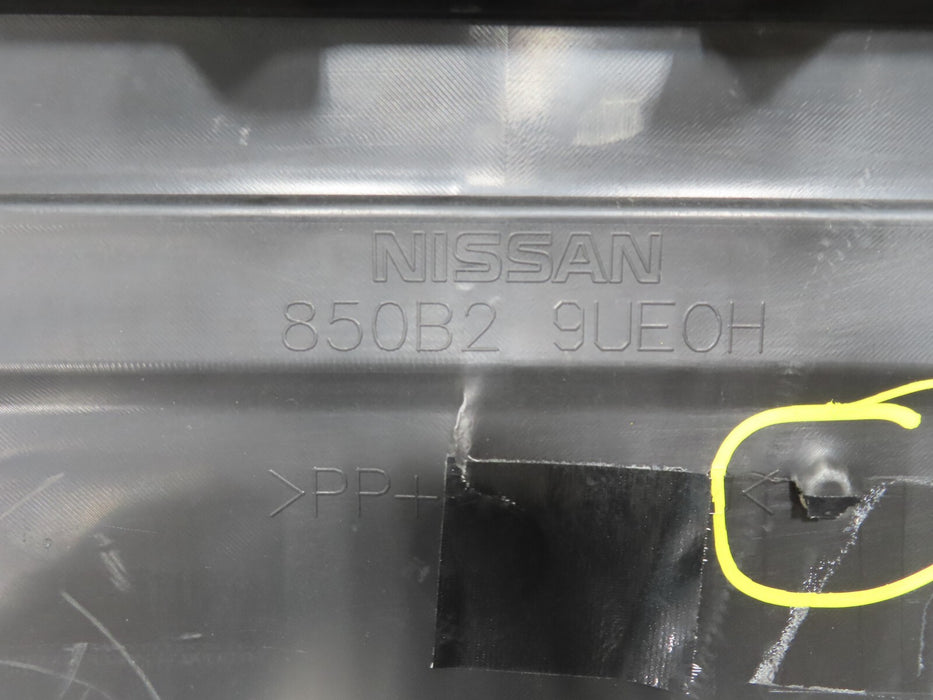 NISSAN
850B2 9UE0H
>PP+ <